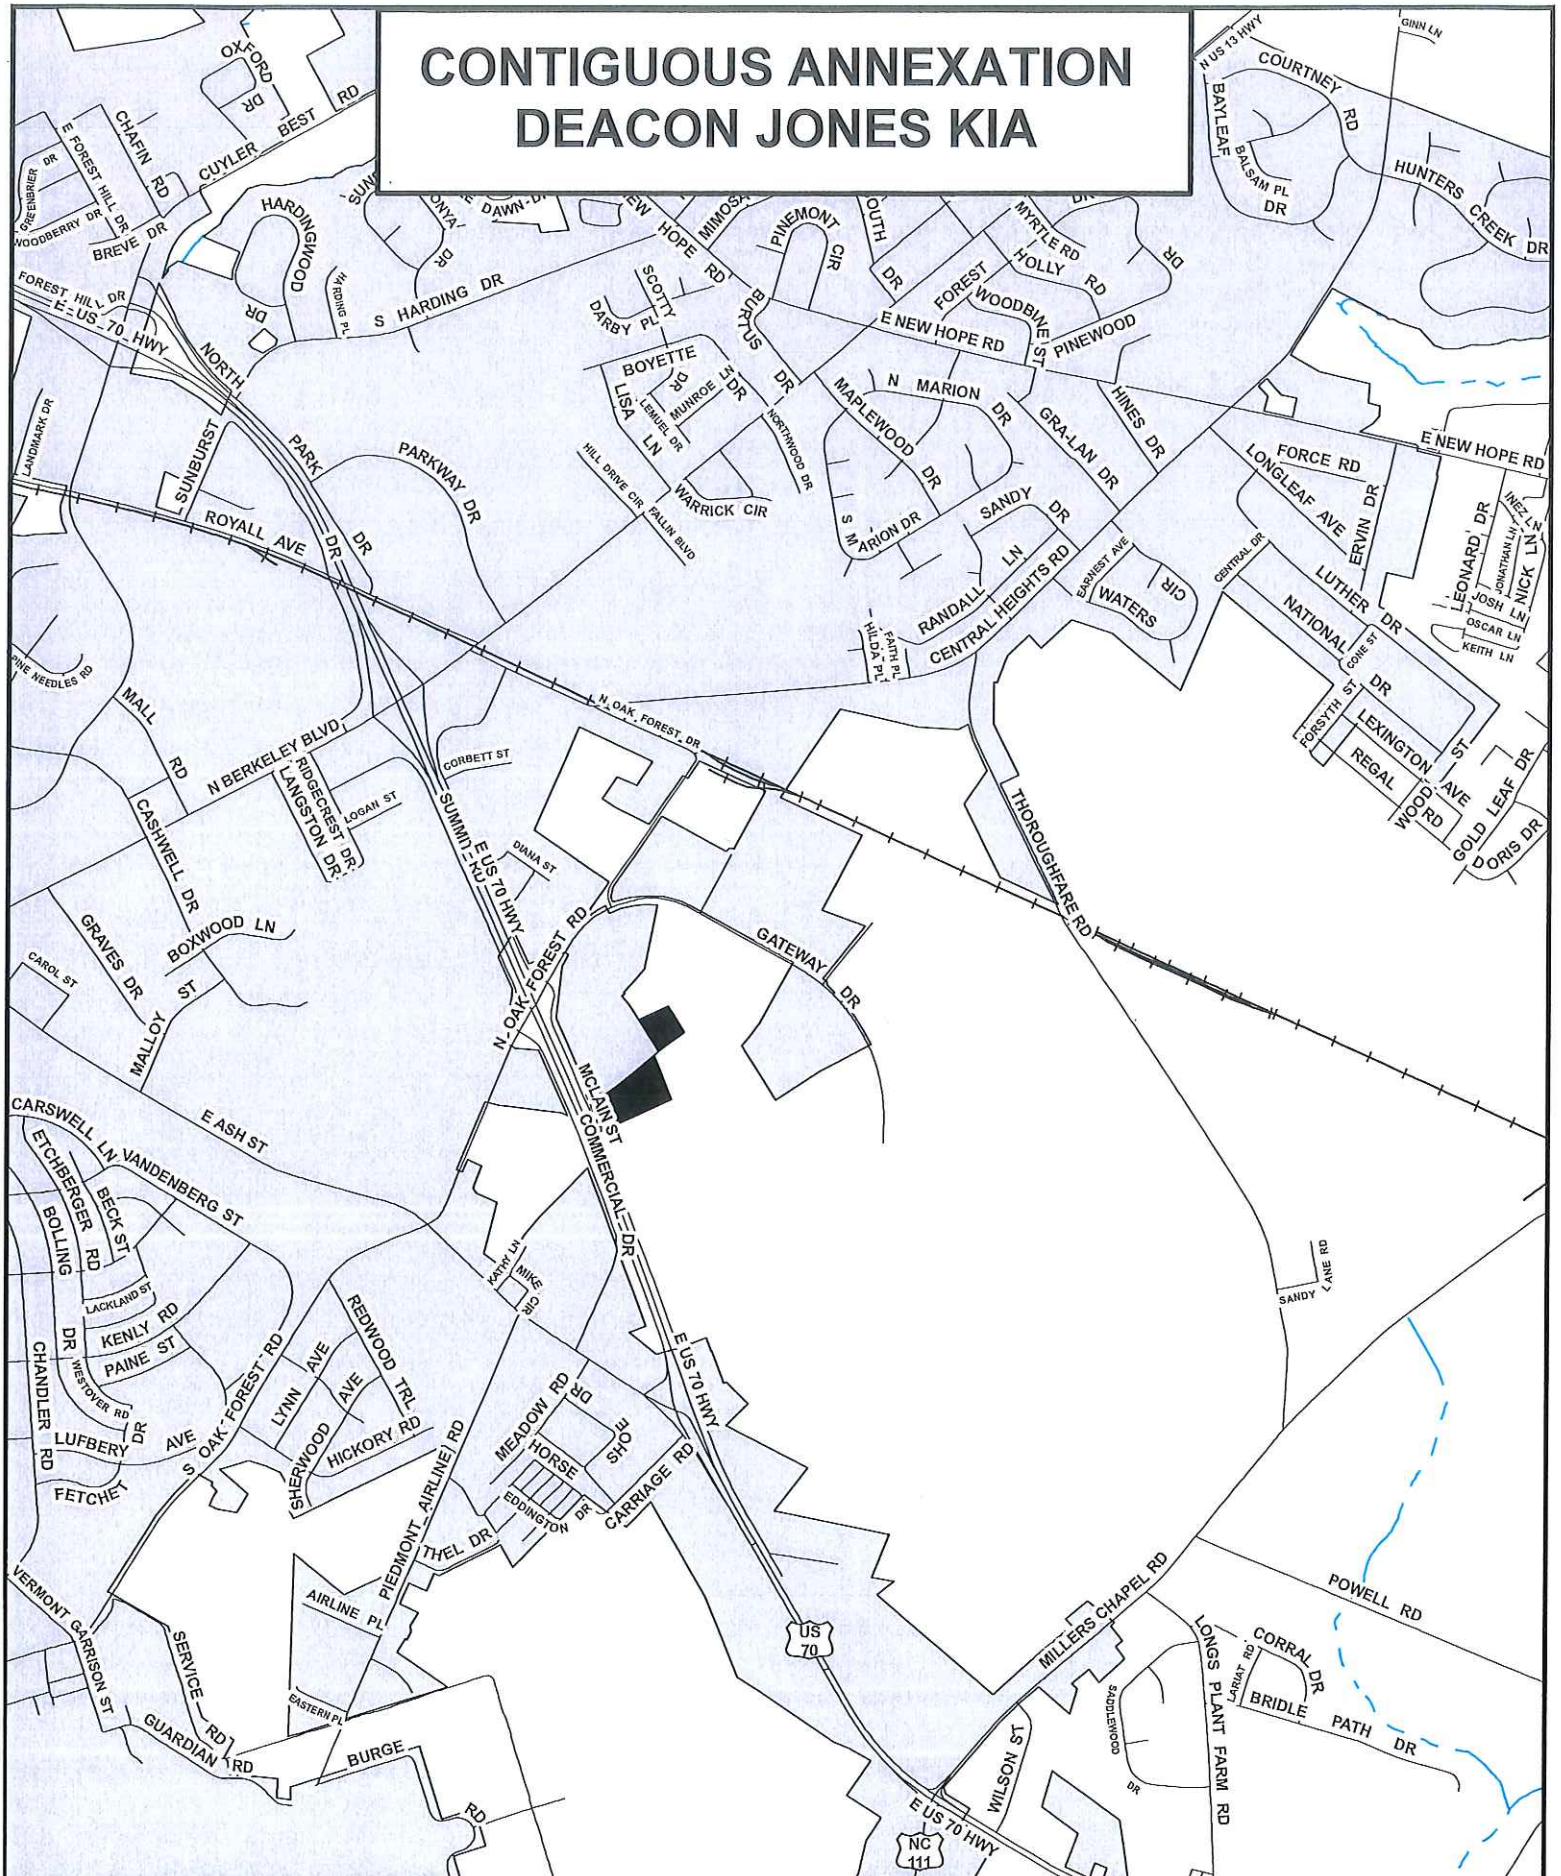 CONTIGUOUS ANNEXATION
DEACON JONES KIA
OXFORD DR
CUYLER BEST RD
CHAFIN RD
E FOREST HILL DR
GREENBRIER DR
WOODBERRY DR
BREVE DR
FOREST HILL DR
E US 70 HWY
HARDINGWOOD DR
HARDING PL
S HARDING DR
DAWN DR
NEW HOPE RD
MIMOSA
PINEMONT CIR
OUTH DR
MYRTLE RD
HOLLY RD
DR
DR
FOREST
WOODBINE ST
PINEWOOD
E NEW HOPE RD
N US 13 HWY
GINN LN
COURTNEY RD
BAYLEAF
BALSAM PL
DR
HUNTERS CREEK DR
SCOTTY
DARBY PL
BURTUS DR
BOYETTE DR
LISA LN
LEMUEL DR
MUNROE LN
DR
NORTHWOOD DR
HILL DRIVE CIR
FALLIN BLVD
WARRICK CIR
MAPLEWOOD DR
N MARION DR
S MARION DR
GRA-LAN DR
HINES DR
SANDY DR
RANDALL LN
CENTRAL HEIGHTS RD
EARNEST AVE
WATERS CIR
FAITH PL
HILDA PL
FORCE RD
LONGLEAF AVE
ERVIN DR
E NEW HOPE RD
INEZ LN
LEONARD DR
JONATHAN LN
NICK LN
JOSH LN
OSCAR LN
KEITH LN
CENTRAL DR
LUTHER DR
NATIONAL DR
CONE ST
FORSYTH ST
LEXINGTON AVE
REGAL RD
WOOD ST
GOLD LEAF DR
DORIS DR
LANDMARK DR
SUNBURST
NORTH PARK DR
DR
PARKWAY DR
ROYALL AVE
PINE NEEDLES RD
MALL RD
N BERKELEY BLVD
RIDGECREST DR
LANGSTON DR
LOGAN ST
CORBETT ST
N OAK FOREST DR
CASHWELL DR
SUMMIT RD
E US 70 HWY
DIANA ST
N OAK FOREST RD
GATEWAY DR
THOROUGHFARE RD
GRAVES DR
BOXWOOD LN
CAROL ST
MALLOY ST
MCLAIN ST
COMMERCIAL DR
E ASH ST
CARSWELL LN
VANDENBERG ST
ETCHBERGER RD
BECK ST
BOLLING DR
LACKLAND ST
KENLY RD
PAINE ST
WESTOVER RD
CHANDLER RD
LUFBERY AVE
FETCHET DR
S OAK FOREST RD
LYNN AVE
SHERWOOD AVE
REDWOOD TRL
HICKORY RD
KATHY LN
MIKE CIR
MEADOW RD
HORSE SHOE DR
CARRIAGE RD
EDDINGTON DR
THEL DR
PIEDMONT AIRLINE RD
AIRLINE PL
EASTERN PL
VERMONT GARRISON ST
SERVICE RD
GUARDIAN RD
BURGE RD
E US 70 HWY
US
70
SANDY LANE RD
MILLERS CHAPEL RD
POWELL RD
LONGS PLANT FARM RD
LARIAT RD
CORRAL DR
BRIDLE PATH DR
SADDLEWOOD DR
WILSON ST
E US 70 HWY
NC
111